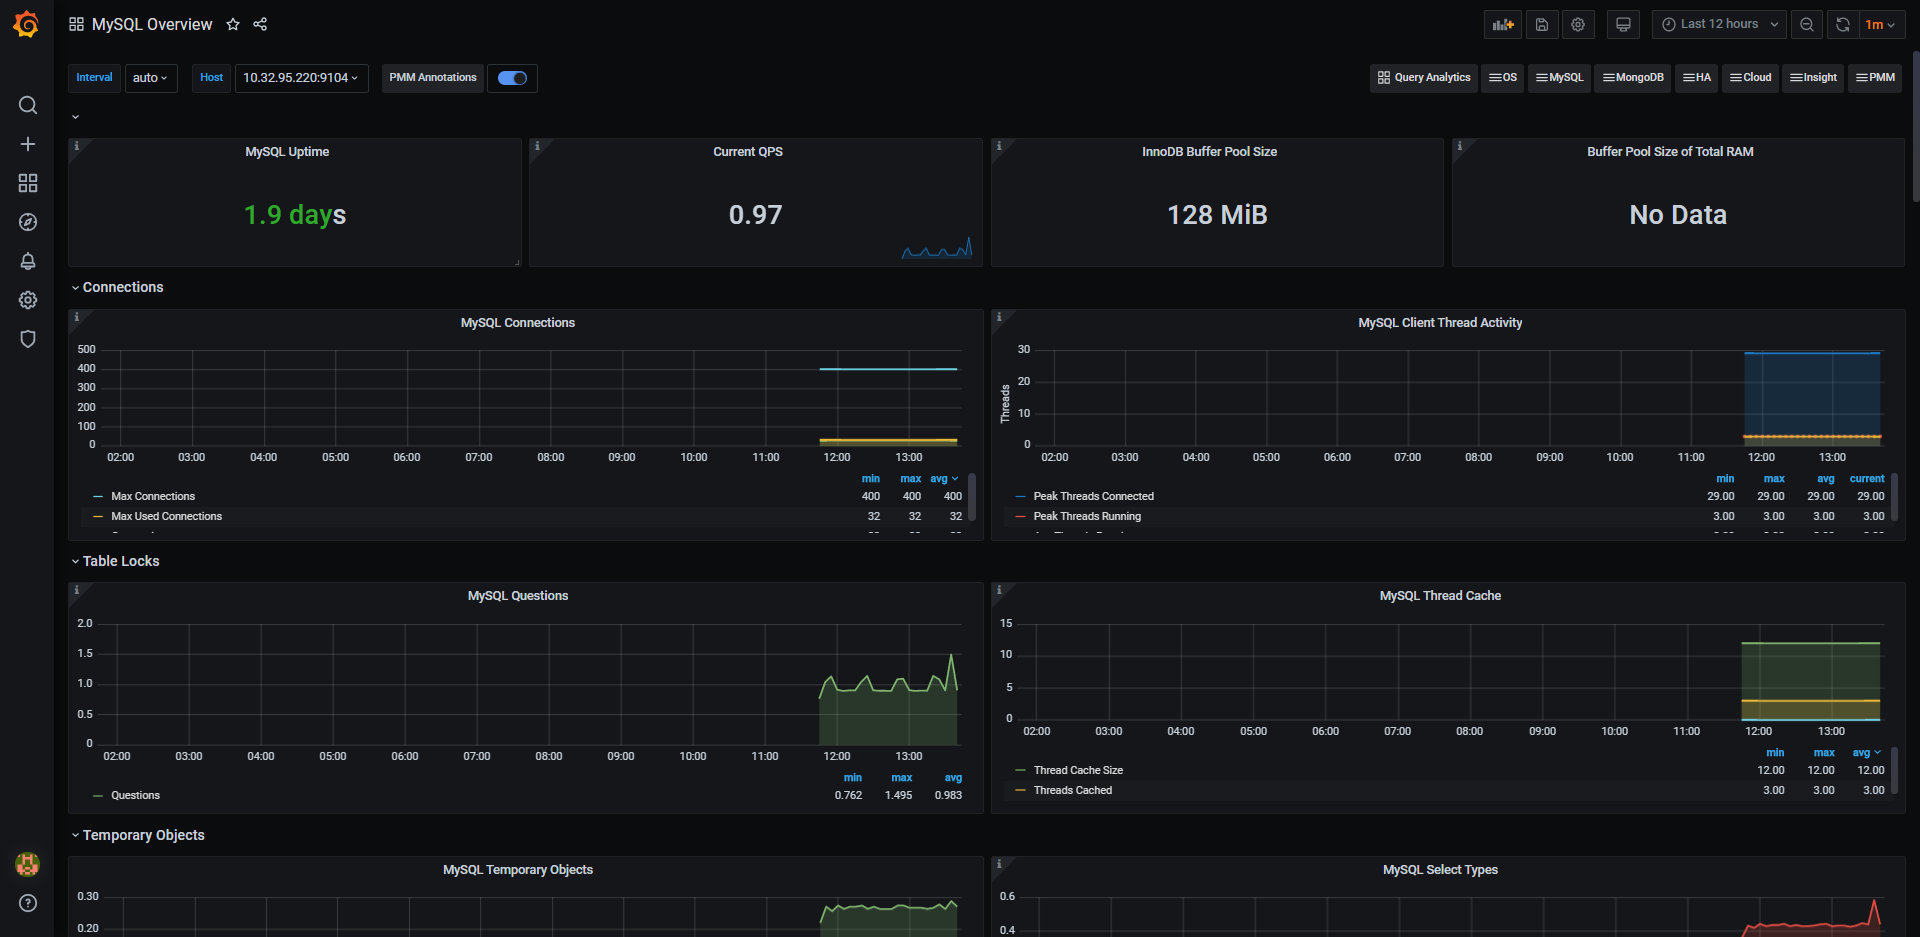 MySQL Overview
Last 12 hours
1m
Interval auto Host 10.32.95.220:9104 PMM Annotations
Query Analytics OS MySQL MongoDB HA Cloud Insight PMM
MySQL Uptime
1.9 days
Current QPS
0.97
InnoDB Buffer Pool Size
128 MiB
Buffer Pool Size of Total RAM
No Data
Connections
MySQL Connections
500
400
300
200
100
0
02:00 03:00 04:00 05:00 06:00 07:00 08:00 09:00 10:00 11:00 12:00 13:00
min max avg
Max Connections 400 400 400
Max Used Connections 32 32 32
MySQL Client Thread Activity
Threads
30
20
10
0
02:00 03:00 04:00 05:00 06:00 07:00 08:00 09:00 10:00 11:00 12:00 13:00
min max avg current
Peak Threads Connected 29.00 29.00 29.00 29.00
Peak Threads Running 3.00 3.00 3.00 3.00
Table Locks
MySQL Questions
2.0
1.5
1.0
0.5
0
02:00 03:00 04:00 05:00 06:00 07:00 08:00 09:00 10:00 11:00 12:00 13:00
min max avg
Questions 0.762 1.495 0.983
MySQL Thread Cache
15
10
5
0
02:00 03:00 04:00 05:00 06:00 07:00 08:00 09:00 10:00 11:00 12:00 13:00
min max avg
Thread Cache Size 12.00 12.00 12.00
Threads Cached 3.00 3.00 3.00
Temporary Objects
MySQL Temporary Objects
0.30
0.20
MySQL Select Types
0.6
0.4